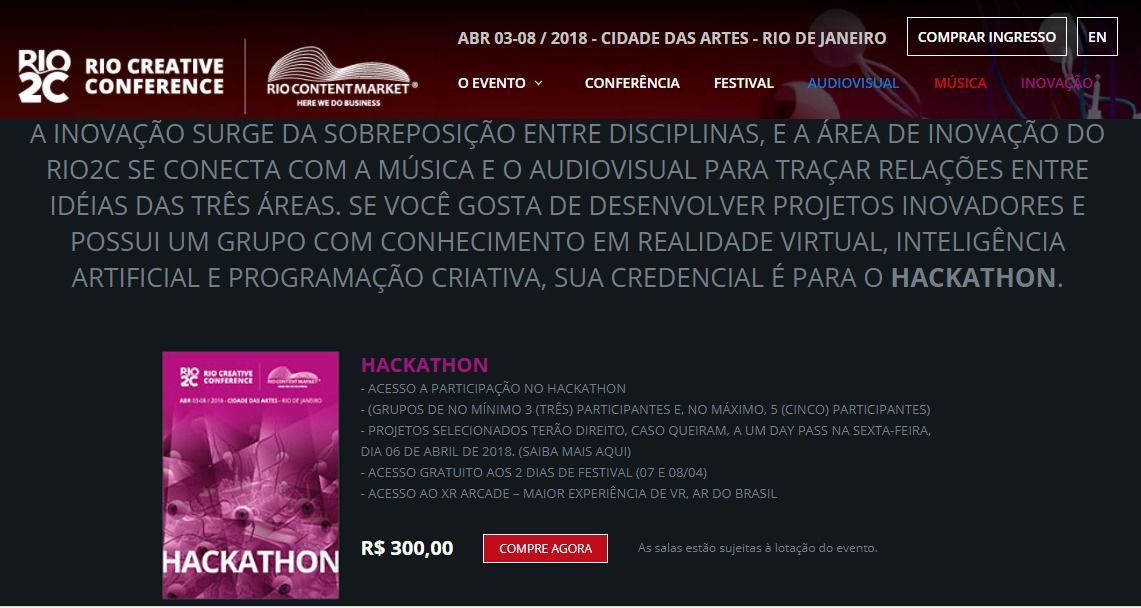 ABR 03-08 / 2018 - CIDADE DAS ARTES - RIO DE JANEIRO
COMPRAR INGRESSO
EN
RIO
2C
RIO CREATIVE
CONFERENCE
RIOCONTENTMARKET®
HERE WE DO BUSINESS
O EVENTO
CONFERÊNCIA
FESTIVAL
AUDIOVISUAL
MÚSICA
INOVAÇÃO
A INOVAÇÃO SURGE DA SOBREPOSIÇÃO ENTRE DISCIPLINAS, E A ÁREA DE INOVAÇÃO DO
RIO2C SE CONECTA COM A MÚSICA E O AUDIOVISUAL PARA TRAÇAR RELAÇÕES ENTRE
IDÉIAS DAS TRÊS ÁREAS. SE VOCÊ GOSTA DE DESENVOLVER PROJETOS INOVADORES E
POSSUI UM GRUPO COM CONHECIMENTO EM REALIDADE VIRTUAL, INTELIGÊNCIA
ARTIFICIAL E PROGRAMAÇÃO CRIATIVA, SUA CREDENCIAL É PARA O HACKATHON.
RIO
2C
RIO CREATIVE
CONFERENCE
RIOCONTENTMARKET
ABR 03-08 / 2018 - CIDADE DAS ARTES - RIO DE JANEIRO
HACKATHON
HACKATHON
- ACESSO A PARTICIPAÇÃO NO HACKATHON
- (GRUPOS DE NO MÍNIMO 3 (TRÊS) PARTICIPANTES E, NO MÁXIMO, 5 (CINCO) PARTICIPANTES)
- PROJETOS SELECIONADOS TERÃO DIREITO, CASO QUEIRAM, A UM DAY PASS NA SEXTA-FEIRA,
DIA 06 DE ABRIL DE 2018. (SAIBA MAIS AQUI)
- ACESSO GRATUITO AOS 2 DIAS DE FESTIVAL (07 E 08/04)
- ACESSO AO XR ARCADE – MAIOR EXPERIÊNCIA DE VR, AR DO BRASIL
R$ 300,00
COMPRE AGORA
As salas estão sujeitas à lotação do evento.